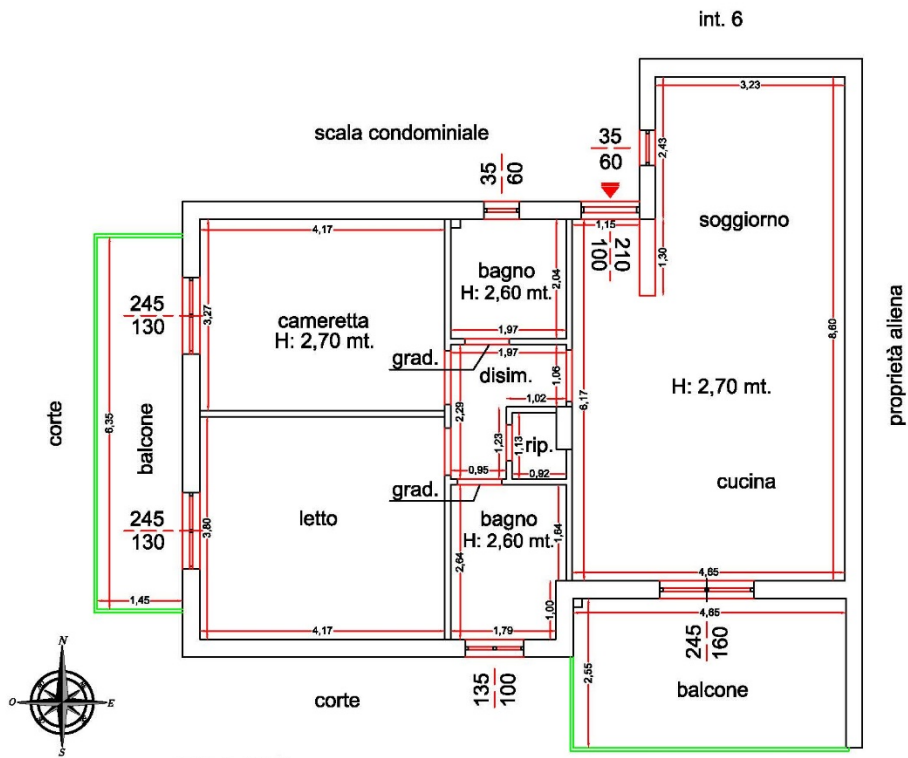 int. 6
3,23
scala condominiale
35
60
35
60
2,43
soggiorno
4,17
1,15
210
100
1,30
bagno
H: 2,60 mt.
2,04
245
130
3,27
cameretta
H: 2,70 mt.
1,97
grad.
1,97
disim.
1,06
8,60
proprietà aliena
corte
6,35
balcone
2,29
1,02
6,17
H: 2,70 mt.
1,23
1,13
rip.
0,95
0,92
cucina
grad.
245
130
3,80
letto
bagno
H: 2,60 mt.
1,64
2,64
4,65
1,45
1,00
4,65
4,17
1,79
245
160
N
O
E
S
corte
135
100
2,55
balcone